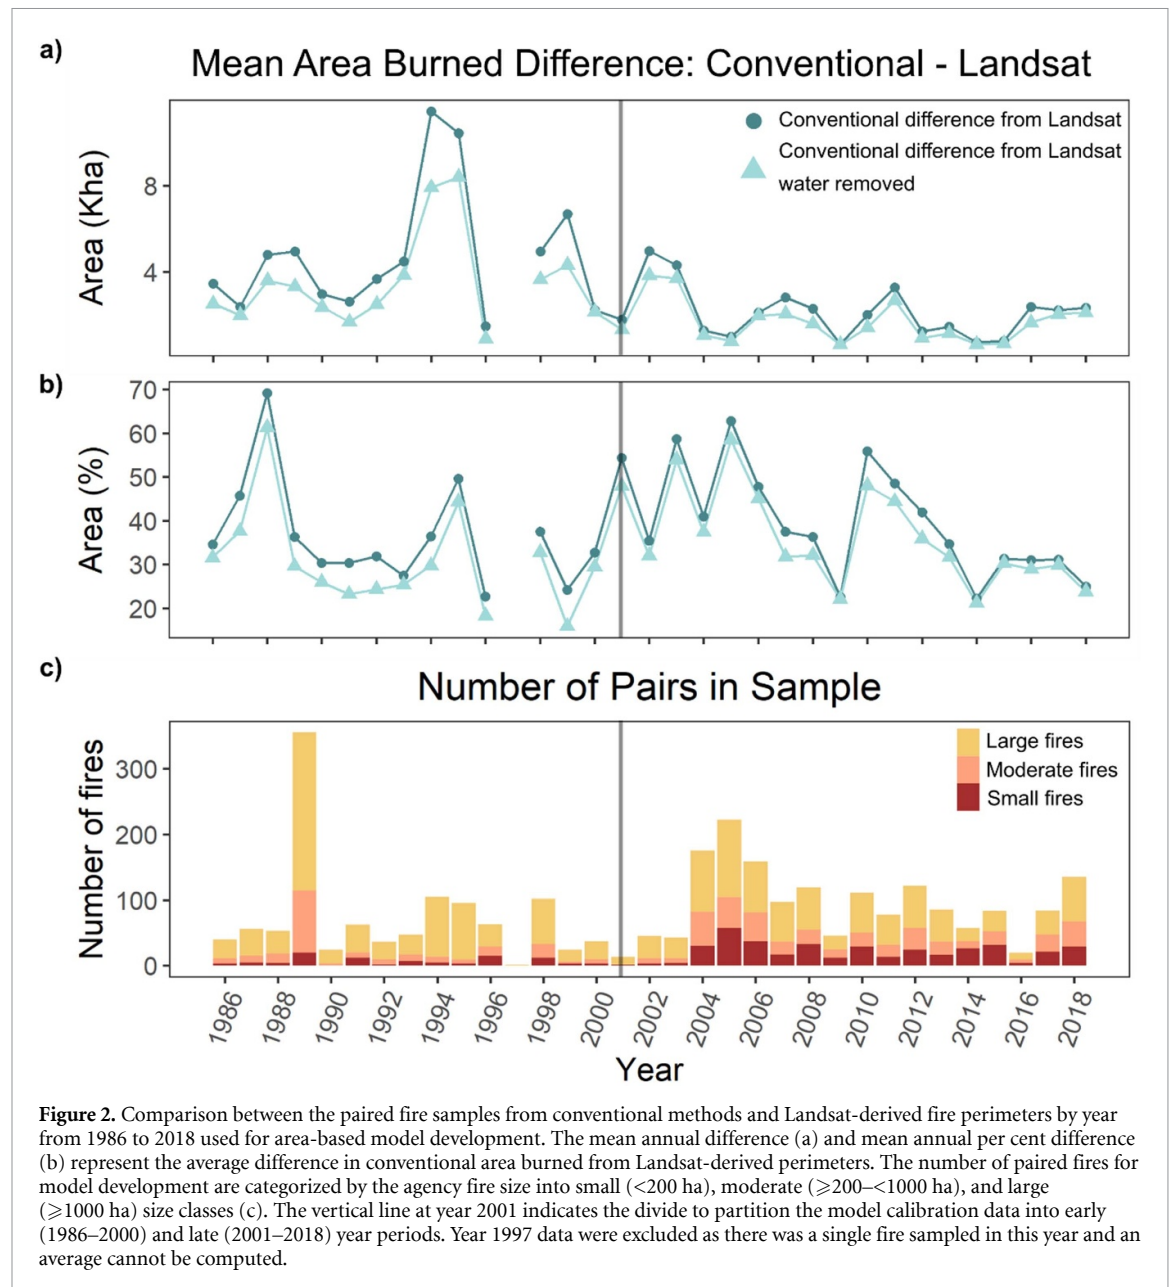 a)
Mean Area Burned Difference: Conventional - Landsat
Conventional difference from Landsat
Conventional difference from Landsat
water removed
Area (Kha)
8
4
b)
Area (%)
70
60
50
40
30
20
c)
Number of Pairs in Sample
Large fires
Moderate fires
Small fires
Number of fires
300
200
100
0
1986
1988
1990
1992
1994
1996
1998
2000
2002
2004
2006
2008
2010
2012
2014
2016
2018
Year
Figure 2. Comparison between the paired fire samples from conventional methods and Landsat-derived fire perimeters by year
from 1986 to 2018 used for area-based model development. The mean annual difference (a) and mean annual per cent difference
(b) represent the average difference in conventional area burned from Landsat-derived perimeters. The number of paired fires for
model development are categorized by the agency fire size into small (<200 ha), moderate (⩾200–<1000 ha), and large
(⩾1000 ha) size classes (c). The vertical line at year 2001 indicates the divide to partition the model calibration data into early
(1986–2000) and late (2001–2018) year periods. Year 1997 data were excluded as there was a single fire sampled in this year and an
average cannot be computed.